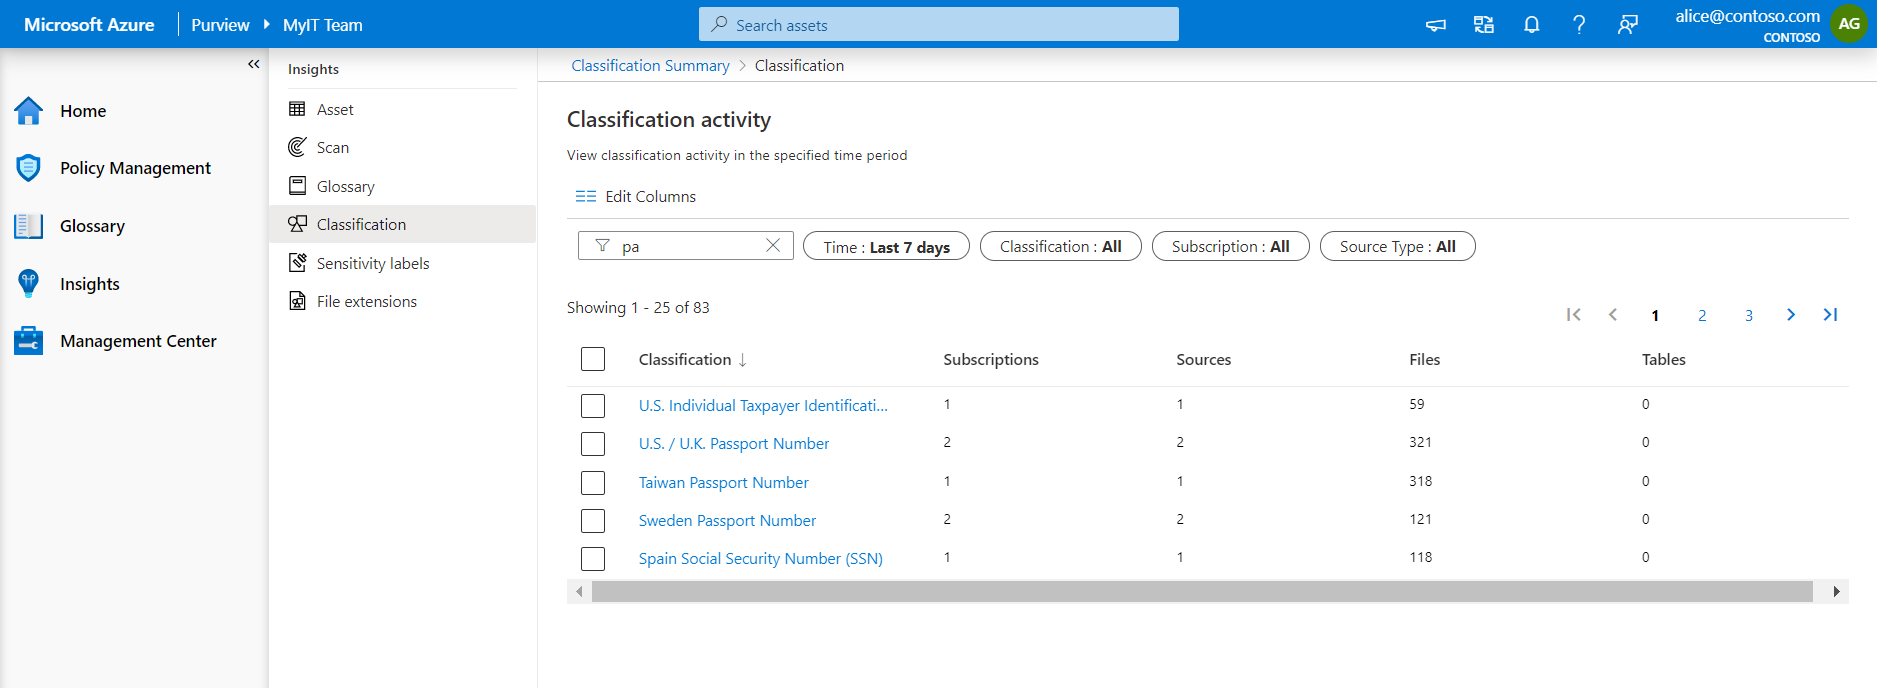 Microsoft Azure Purview MyIT Team Search assets alice@contoso.com AG
CONTOSO
Home
Policy Management
Glossary
Insights
Management Center
Insights
Asset
Scan
Glossary
Classification
Sensitivity labels
File extensions
Classification Summary > Classification
Classification activity
View classification activity in the specified time period
Edit Columns
pa Time : Last 7 days Classification : All Subscription : All Source Type : All
Showing 1 - 25 of 83 1 2 3
Classification ↓ Subscriptions Sources Files Tables
U.S. Individual Taxpayer Identificati... 1 1 59 0
U.S. / U.K. Passport Number 2 2 321 0
Taiwan Passport Number 1 1 318 0
Sweden Passport Number 2 2 121 0
Spain Social Security Number (SSN) 1 1 118 0